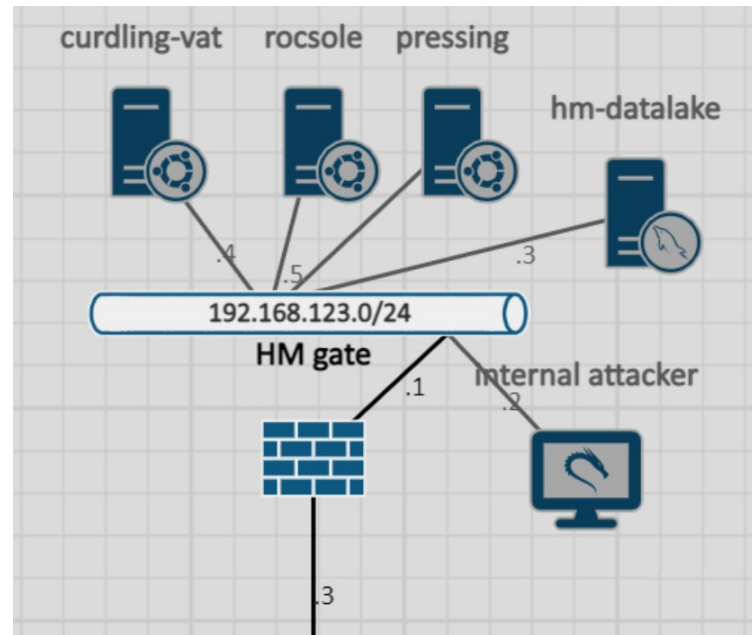 curdling-vat
rocsole
pressing
hm-datalake
.4
.5
.3
192.168.123.0/24
HM gate
internal attacker
.1
.2
.3